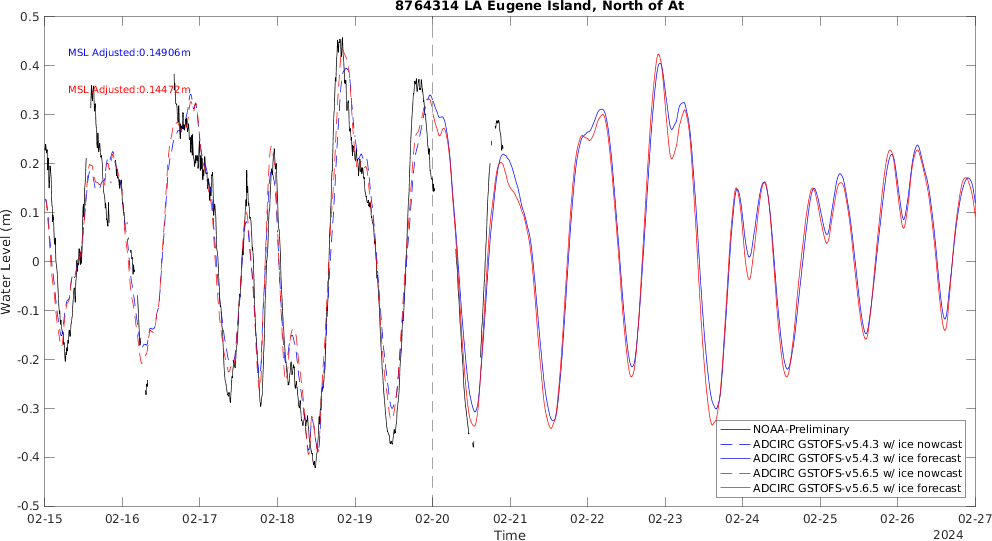 8764314 LA Eugene Island, North of At
MSL Adjusted:0.14906m
MSL Adjusted:0.14472m
Water Level (m)
0.5
0.4
0.3
0.2
0.1
0
-0.1
-0.2
-0.3
-0.4
-0.5
NOAA-Preliminary
ADCIRC GSTOFS-v5.4.3 w/ ice nowcast
ADCIRC GSTOFS-v5.4.3 w/ ice forecast
ADCIRC GSTOFS-v5.6.5 w/ ice nowcast
ADCIRC GSTOFS-v5.6.5 w/ ice forecast
02-15 02-16 02-17 02-18 02-19 02-20 02-21 02-22 02-23 02-24 02-25 02-26 02-27
Time
2024